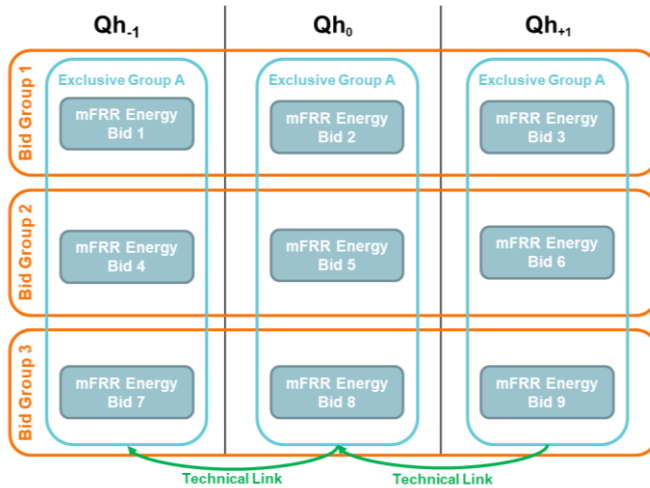 Qh-1
Qh0
Qh+1
Bid Group 1
Exclusive Group A
Exclusive Group A
Exclusive Group A
mFRR Energy
Bid 1
mFRR Energy
Bid 2
mFRR Energy
Bid 3
Bid Group 2
mFRR Energy
Bid 4
mFRR Energy
Bid 5
mFRR Energy
Bid 6
Bid Group 3
mFRR Energy
Bid 7
mFRR Energy
Bid 8
mFRR Energy
Bid 9
Technical Link
Technical Link